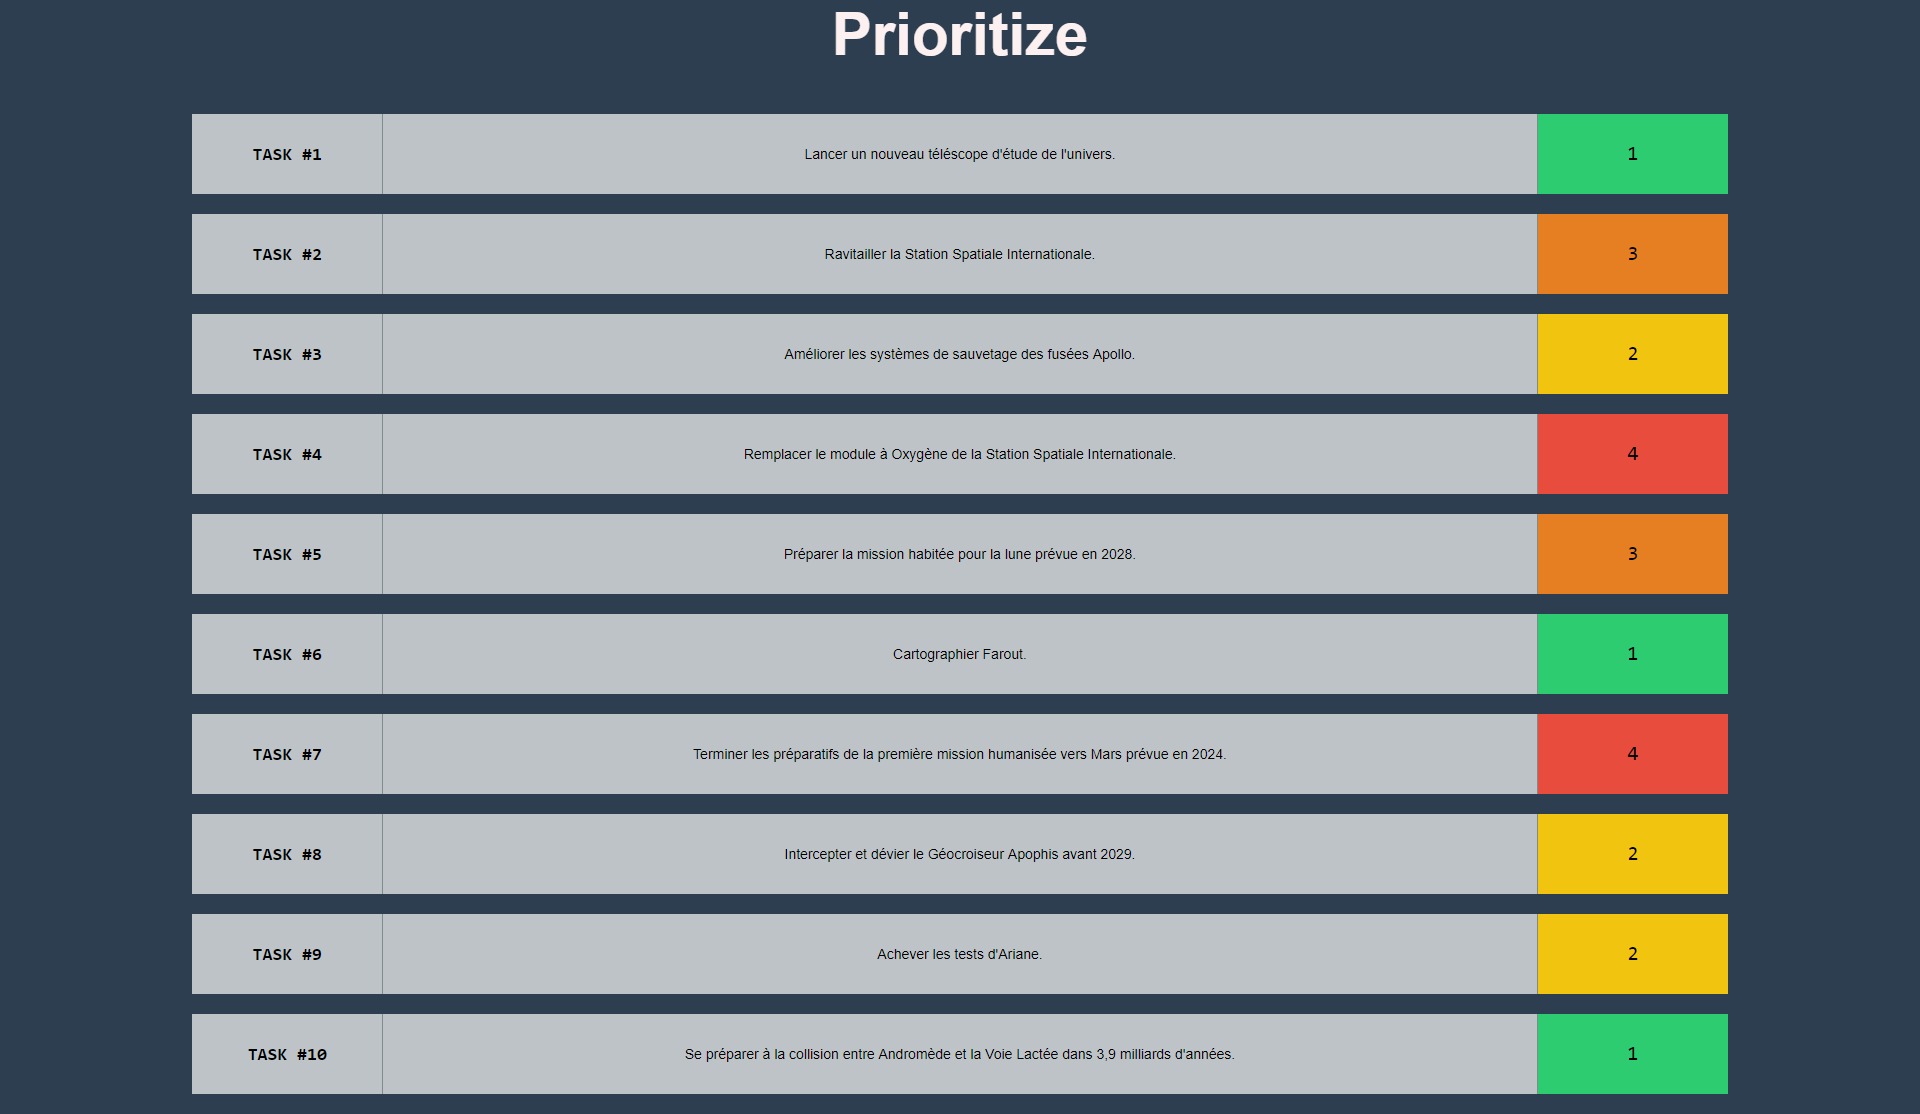 Prioritize
TASK #1 Lancer un nouveau téléscope d'étude de l'univers. 1
TASK #2 Ravitailler la Station Spatiale Internationale. 3
TASK #3 Améliorer les systèmes de sauvetage des fusées Apollo. 2
TASK #4 Remplacer le module à Oxygène de la Station Spatiale Internationale. 4
TASK #5 Préparer la mission habitée pour la lune prévue en 2028. 3
TASK #6 Cartographier Farout. 1
TASK #7 Terminer les préparatifs de la première mission humanisée vers Mars prévue en 2024. 4
TASK #8 Intercepter et dévier le Géocroiseur Apophis avant 2029. 2
TASK #9 Achever les tests d'Ariane. 2
TASK #10 Se préparer à la collision entre Andromède et la Voie Lactée dans 3,9 milliards d'années. 1